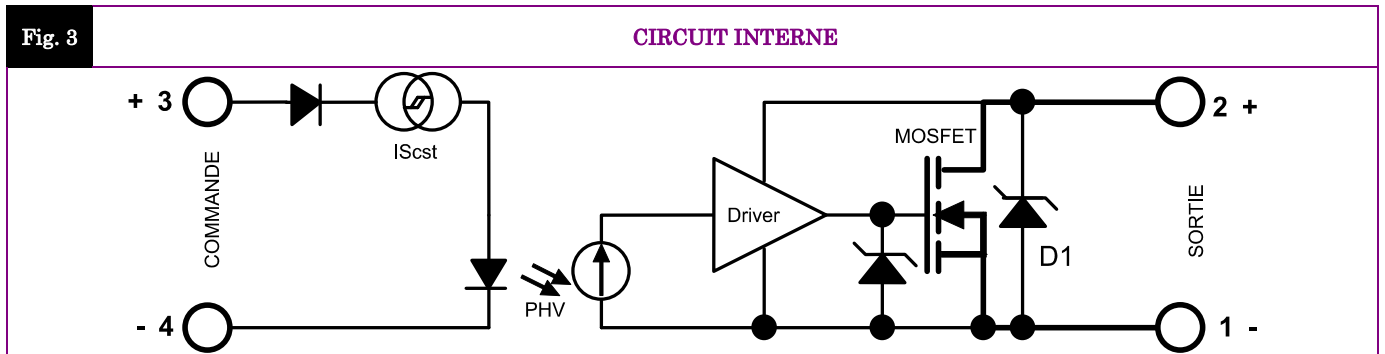 Fig. 3
CIRCUIT INTERNE
+ 3
COMMANDE
- 4
IScst
PHV
Driver
MOSFET
D1
2 +
SORTIE
1 -